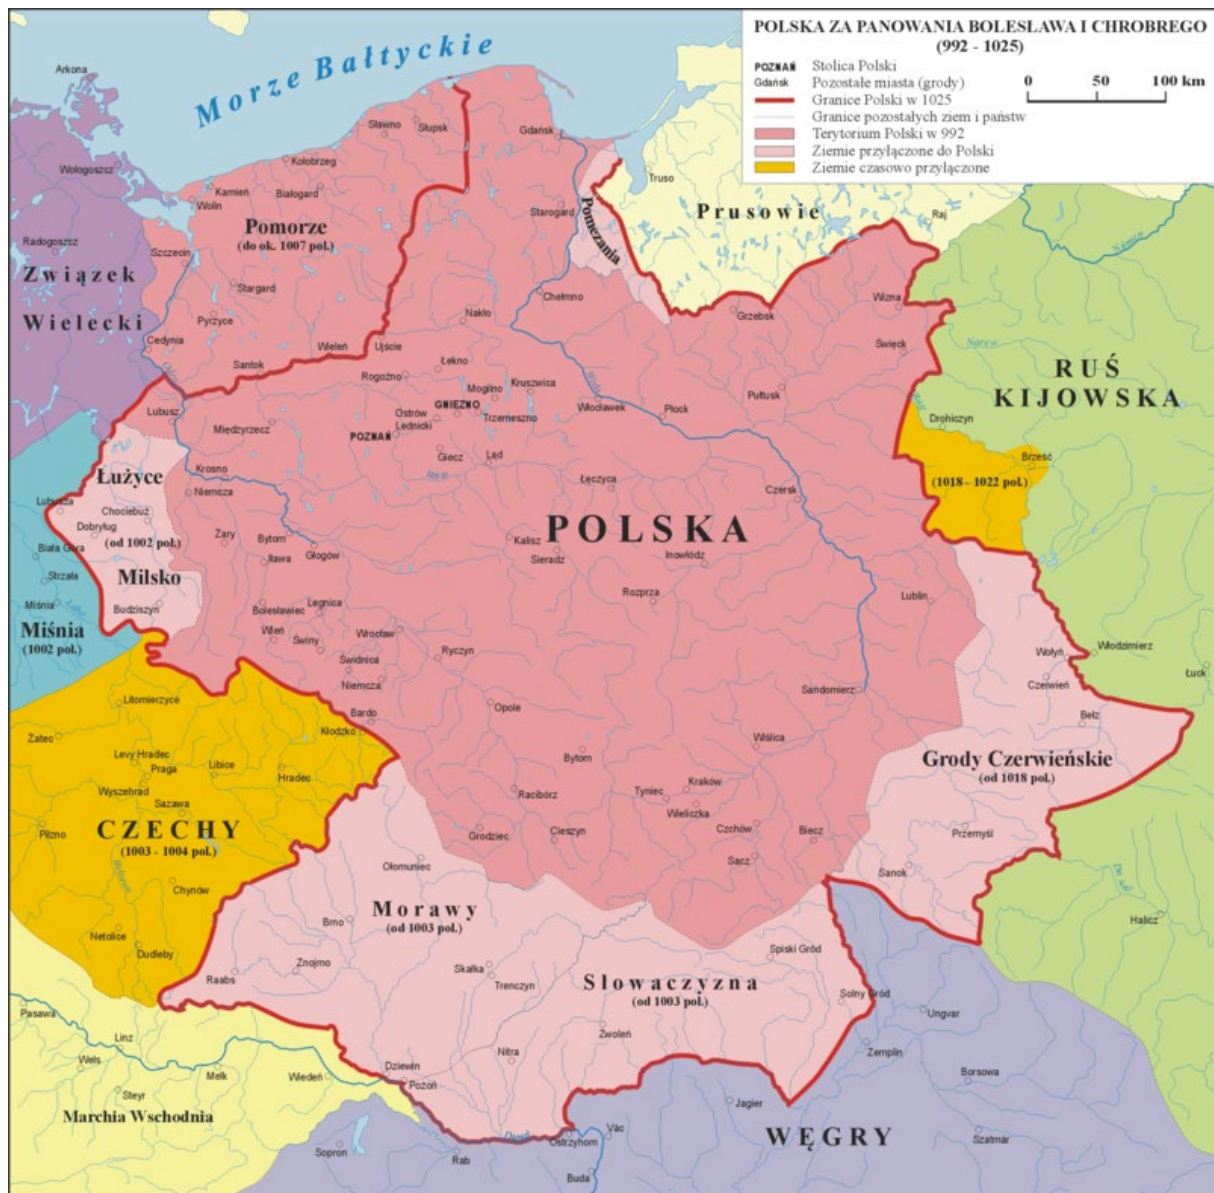 POLSKA ZA PANOWANIA BOLESŁAWA I CHROBREGO
(992 - 1025)
POZNAŃ Stolica Polski
Gdańsk Pozostałe miasta (grody)
Granice Polski w 1025
Granice pozostałych ziem i państw
Terytorium Polski w 992
Ziemie przyłączone do Polski
Ziemie czasowo przyłączone
0 50 100 km
Morze Bałtyckie
Arkona
Sławno
Słupsk
Gdańsk
Kołobrzeg
Wołogoszcz
Kamień
Białogard
Wolin
Truso
Prusowie
Raj
Niemen
Starogard
Pomezania
Pomorze
(do ok. 1007 pol.)
Radogoszcz
Szczecin
Związek
Wielecki
Stargard
Chełmno
Wizna
Grzebsk
Pyrzyce
Nakło
Cedynia
Wieleń
Ujście
Święck
Narew
Santok
Odra
Łekno
Rogoźno
RUŚ
KIJOWSKA
Mogilno
Kruszwica
Wisła
Pułtusk
Bug
Lubusz
GNIEZNO
Ostrów
Lednicki
Trzemeszno
Włocławek
Płock
Drohiczyn
Międzyrzecz
POZNAŃ
Giecz
Ląd
Brześć
Krosno
Warta
Łużyce
Łęczyca
(1018 - 1022 pol.)
Niemcza
Czersk
Lubusza
Chociebuż
Dobryług
(od 1002 pol.)
POLSKA
Żary
Bytom
Głogów
Kalisz
Sieradz
Inowłódz
Biała Góra
Iława
Strzała
Milsko
Rozprza
Lublin
Miśnia
Łaba
Budziszyn
Bolesławiec
Legnica
Miśnia
(1002 pol.)
Wleń
Świny
Wrocław
Ryczyn
Świdnica
Niemcza
Wołyń
Włodzimierz
Czerwień
Łuck
Sandomierz
Litomierzyce
Bardo
Opole
Bełz
Kłodzko
Żatec
Levy Hradec
Praga
Libice
Hradec
Bytom
Wiślica
Grody Czerwieńskie
(od 1018 pol.)
Wyszehrad
Sazawa
Racibórz
Kraków
Tyniec
Wieliczka
CZECHY
(1003 - 1004 pol.)
Pilzno
Grodziec
Cieszyn
Czchów
Biecz
Przemyśl
Sącz
Ołomuniec
Sanok
Chynów
Morawy
(od 1003 pol.)
Brno
Halicz
Netolice
Dudleby
Spiski Gród
Znojmo
Raabs
Skałka
Trenczyn
Słowaczyzna
(od 1003 pol.)
Solny Gród
Pasawa
Ungvar
Linz
Zwoleń
Zemplin
Wels
Melk
Wiedeń
Dziewin
Nitra
Pożoń
Borsowa
Steyr
Marchia Wschodnia
Jagier
WĘGRY
Dunaj
Ostrzyhom
Vác
Szatmár
Sopron
Rab
Buda